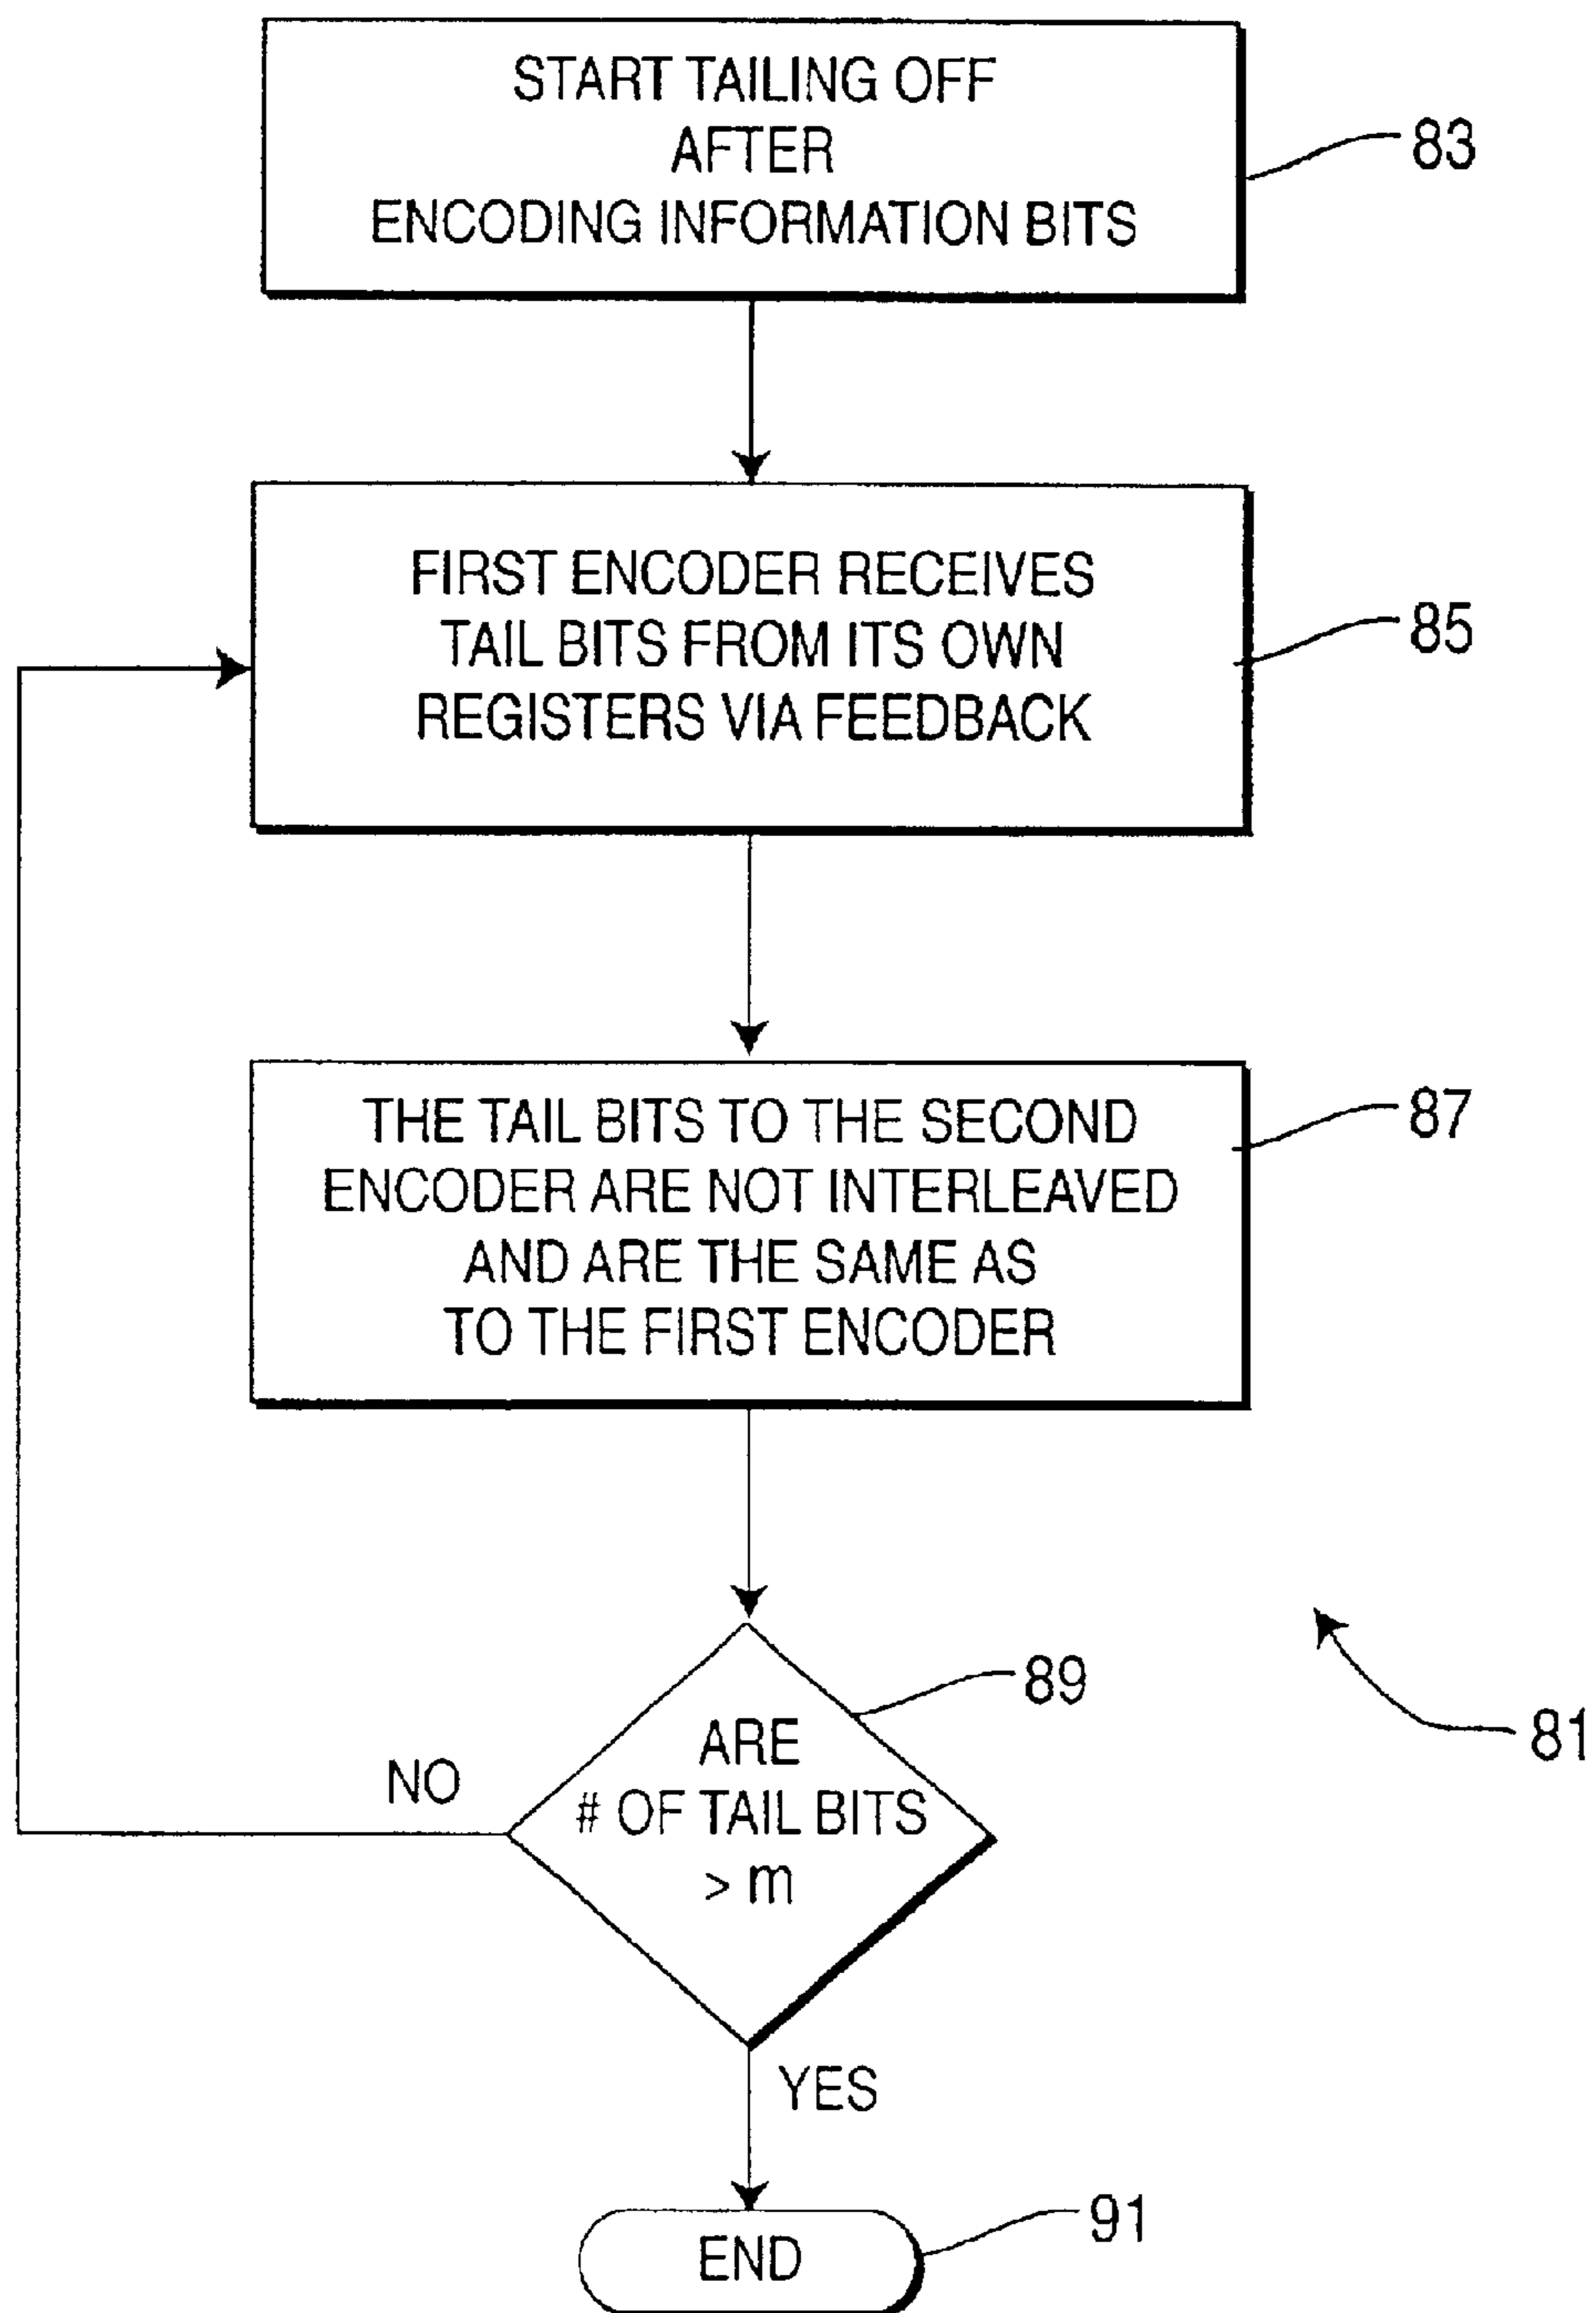 START TAILING OFF
AFTER
ENCODING INFORMATION BITS
83
FIRST ENCODER RECEIVES
TAIL BITS FROM ITS OWN
REGISTERS VIA FEEDBACK
85
THE TAIL BITS TO THE SECOND
ENCODER ARE NOT INTERLEAVED
AND ARE THE SAME AS
TO THE FIRST ENCODER
87
ARE
# OF TAIL BITS
> m
89
NO
81
YES
END
91